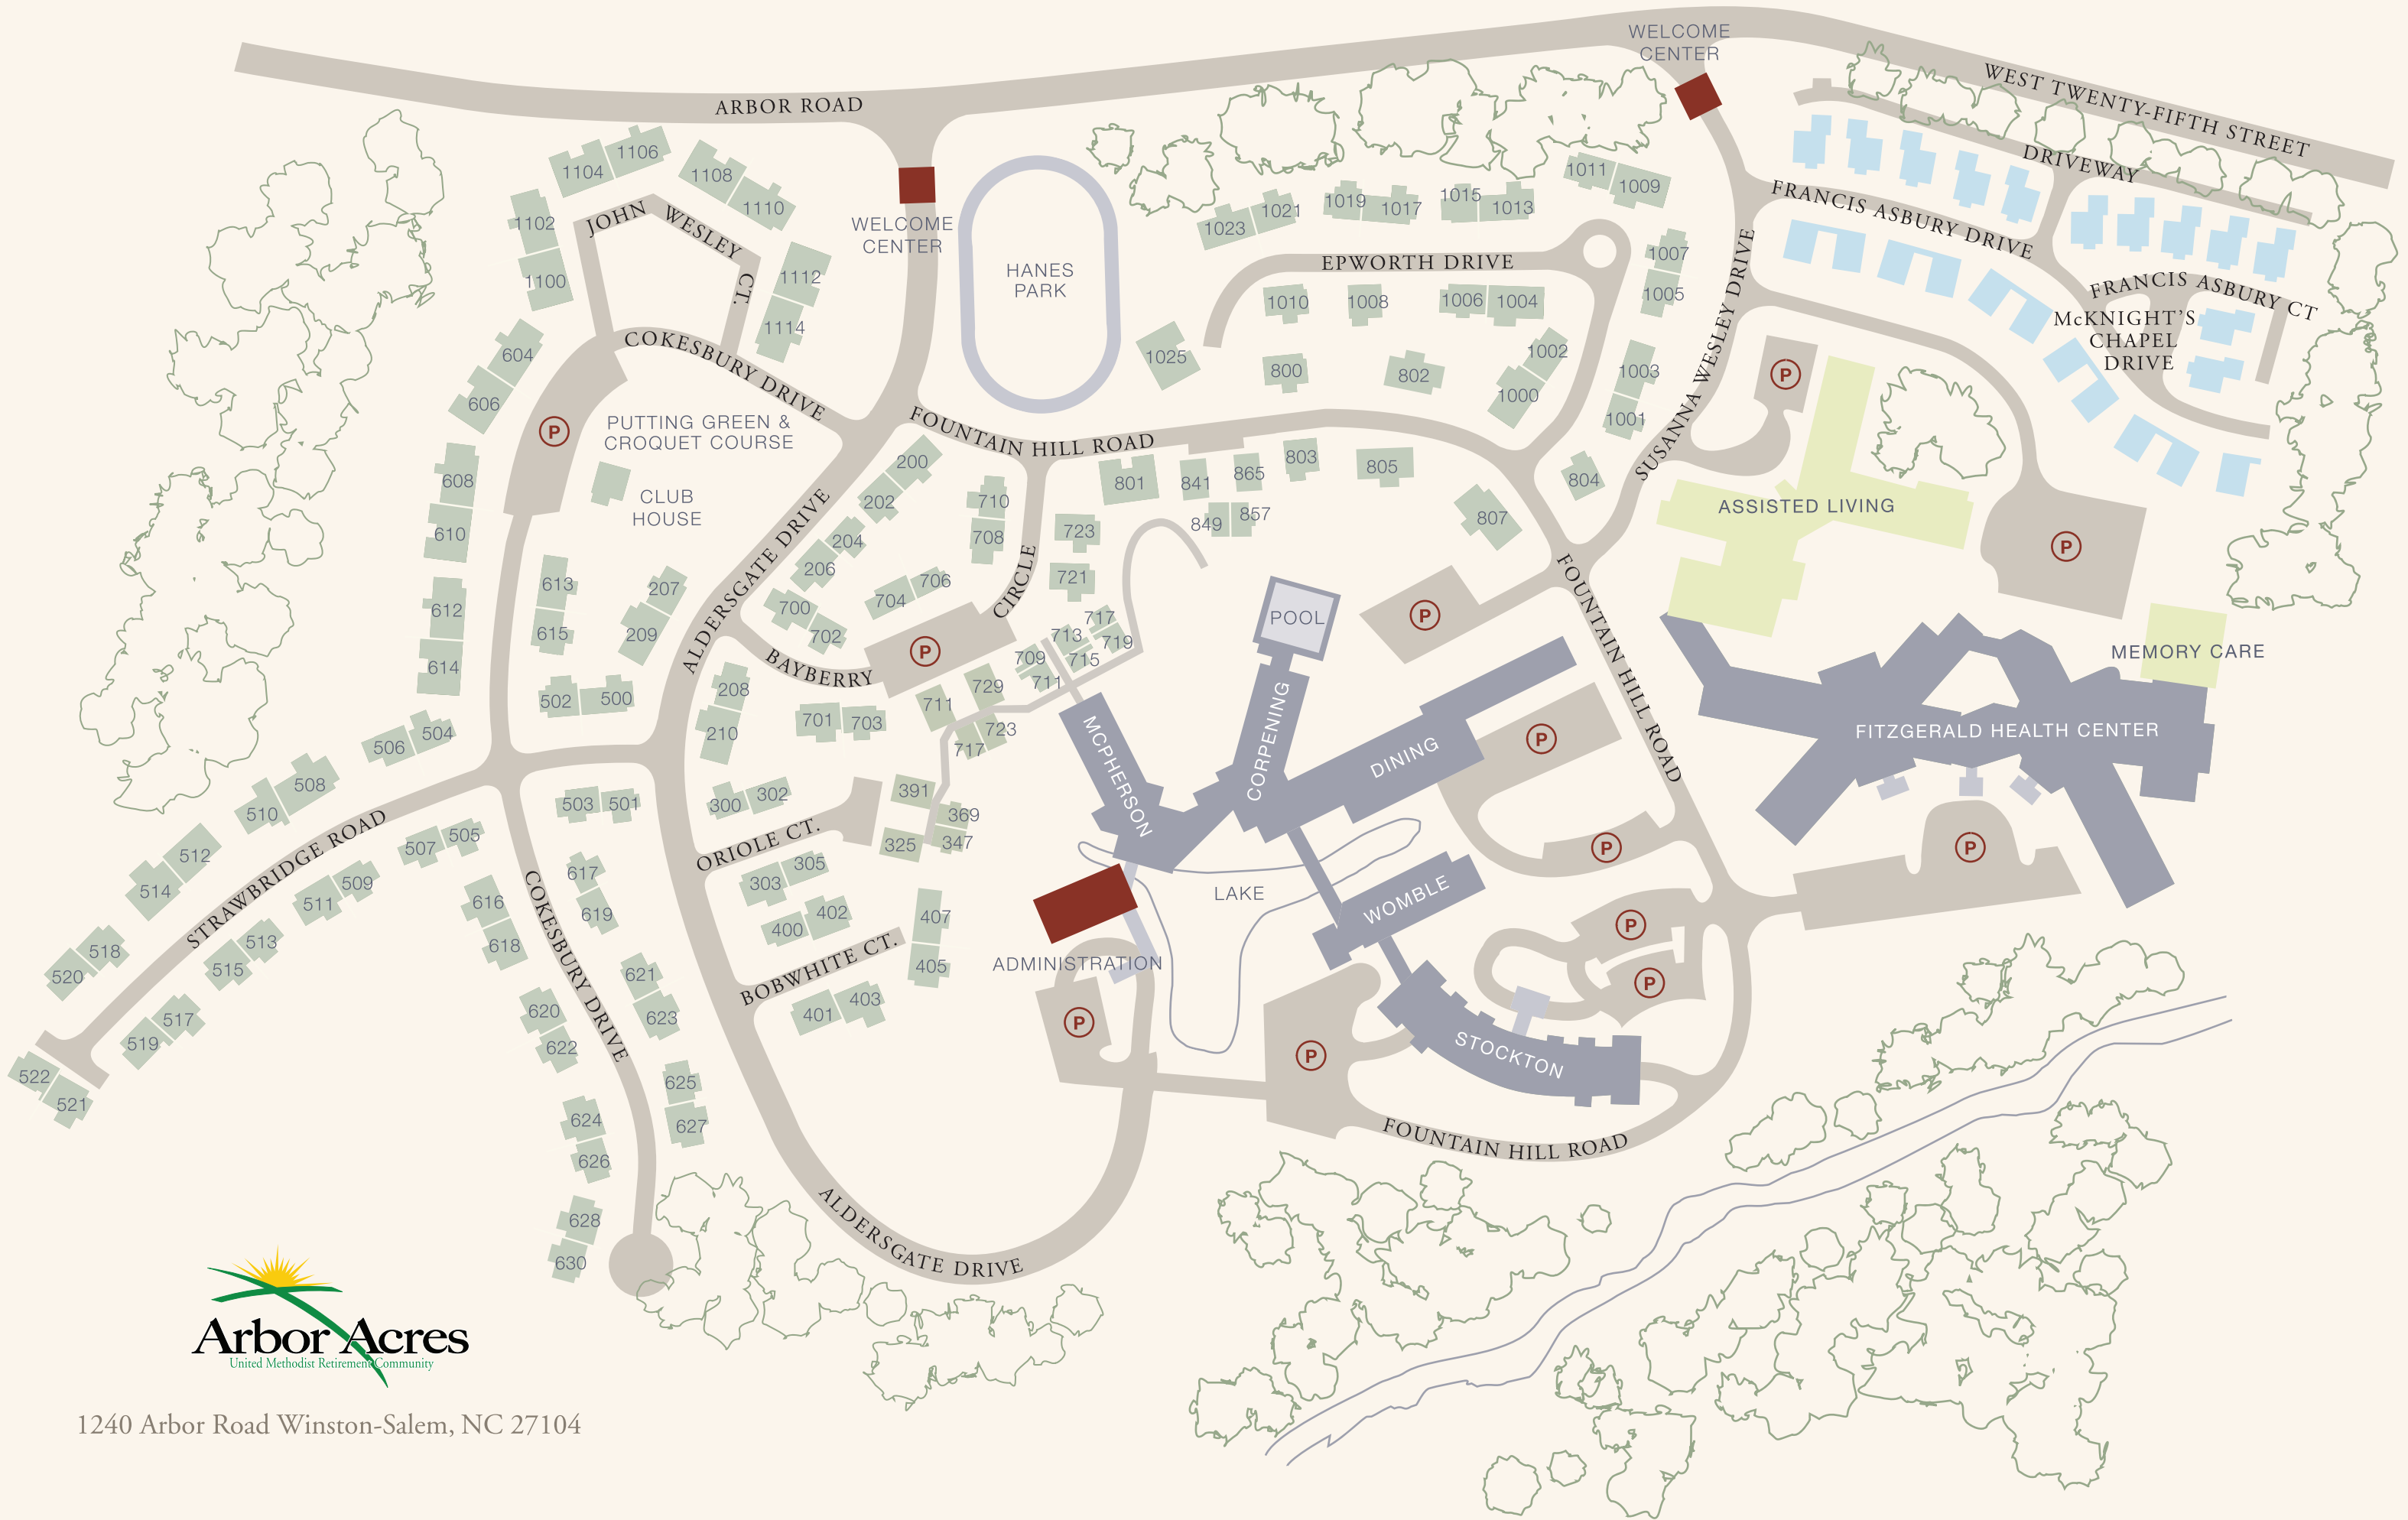 WELCOME
CENTER
WEST TWENTY-FIFTH STREET
ARBOR ROAD
DRIVEWAY
1106
1104
1108
1110
1102
1100
JOHN WESLEY CT.
1112
1114
WELCOME
CENTER
HANES
PARK
1023
1021
1019
1017
1015
1013
1011
1009
FRANCIS ASBURY DRIVE
EPWORTH DRIVE
1007
1005
1010
1008
1006
1004
1025
800
802
1002
1000
1003
1001
SUSANNA WESLEY DRIVE
FRANCIS ASBURY CT
McKNIGHT'S
CHAPEL
DRIVE
P
604
606
COKESBURY DRIVE
P
PUTTING GREEN &
CROQUET COURSE
CLUB
HOUSE
FOUNTAIN HILL ROAD
608
610
612
614
613
615
207
209
502
500
ALDERSGATE DRIVE
200
202
204
206
700
702
704
706
710
708
CIRCLE
723
721
801
841
865
849
857
803
805
807
804
ASSISTED LIVING
P
BAYBERRY
P
717
713
719
715
709
711
208
210
701
703
711
729
723
717
POOL
P
FOUNTAIN HILL ROAD
MEMORY CARE
FITZGERALD HEALTH CENTER
MCPHERSON
CORPENING
DINING
P
P
P
504
506
508
510
512
514
518
520
STRAWBRIDGE ROAD
503
501
505
507
509
511
513
515
517
519
522
521
300
302
ORIOLE CT.
391
369
347
325
303
305
400
402
407
405
BOBWHITE CT.
401
403
617
619
616
618
COKESBURY DRIVE
621
623
620
622
625
627
624
626
628
630
LAKE
WOMBLE
ADMINISTRATION
P
P
P
P
STOCKTON
FOUNTAIN HILL ROAD
ALDERSGATE DRIVE
Arbor Acres
United Methodist Retirement Community
1240 Arbor Road Winston-Salem, NC 27104